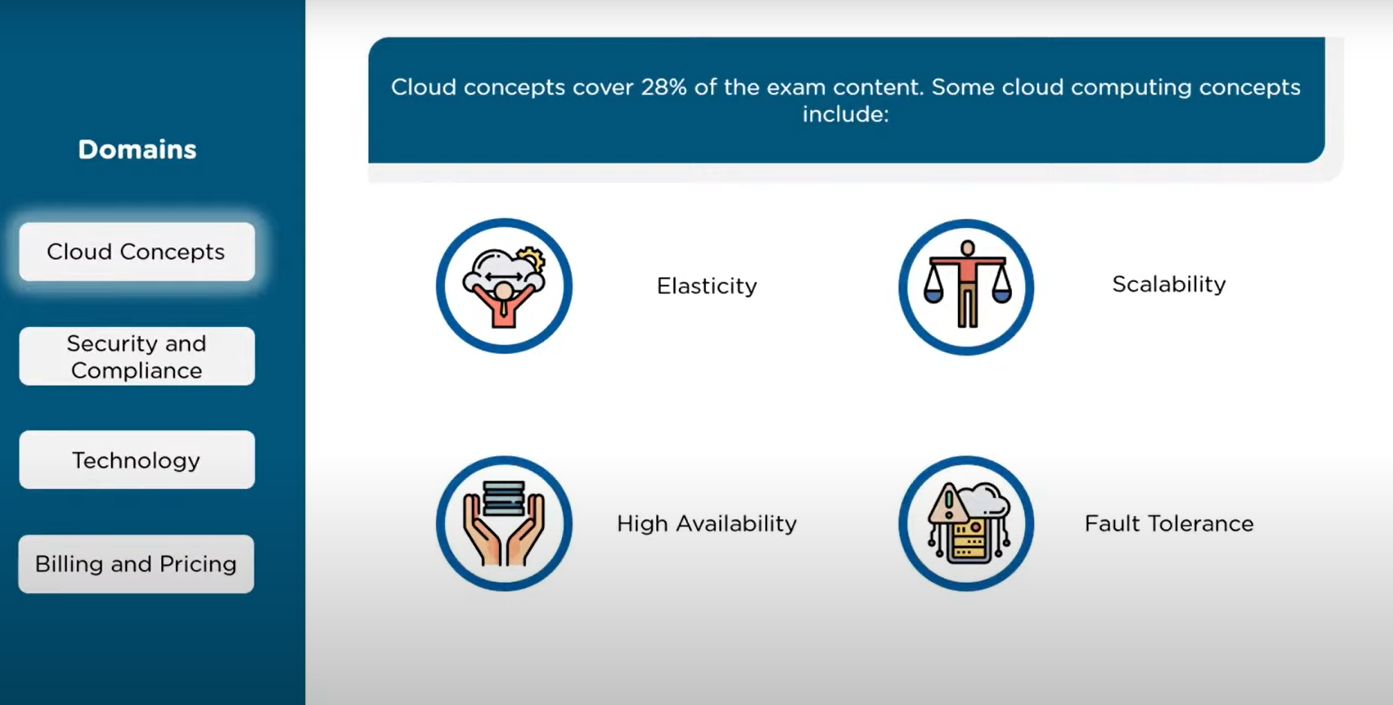 Domains
Cloud Concepts
Security and
Compliance
Technology
Billing and Pricing
Cloud concepts cover 28% of the exam content. Some cloud computing concepts
include:
Elasticity
Scalability
High Availability
Fault Tolerance